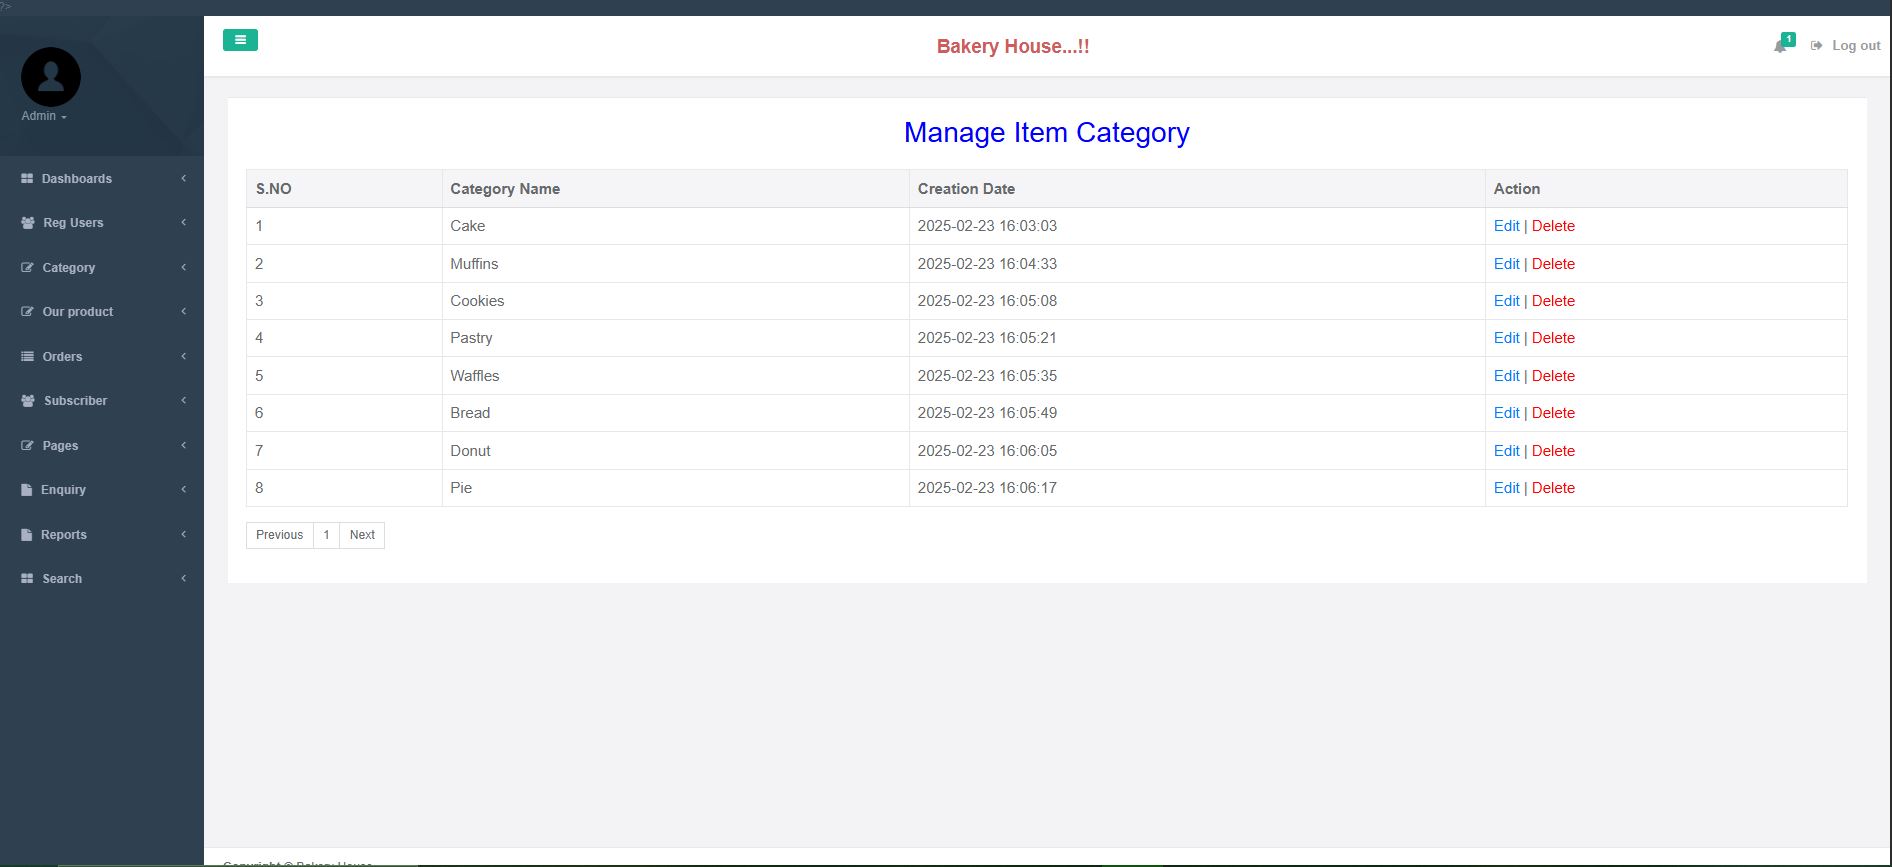 ?>
Bakery House...!!
1
Log out
Admin
Dashboards
Reg Users
Category
Our product
Orders
Subscriber
Pages
Enquiry
Reports
Search
Manage Item Category
S.NO Category Name Creation Date Action
1 Cake 2025-02-23 16:03:03 Edit | Delete
2 Muffins 2025-02-23 16:04:33 Edit | Delete
3 Cookies 2025-02-23 16:05:08 Edit | Delete
4 Pastry 2025-02-23 16:05:21 Edit | Delete
5 Waffles 2025-02-23 16:05:35 Edit | Delete
6 Bread 2025-02-23 16:05:49 Edit | Delete
7 Donut 2025-02-23 16:06:05 Edit | Delete
8 Pie 2025-02-23 16:06:17 Edit | Delete
Previous 1 Next
Copyright © Bakery House